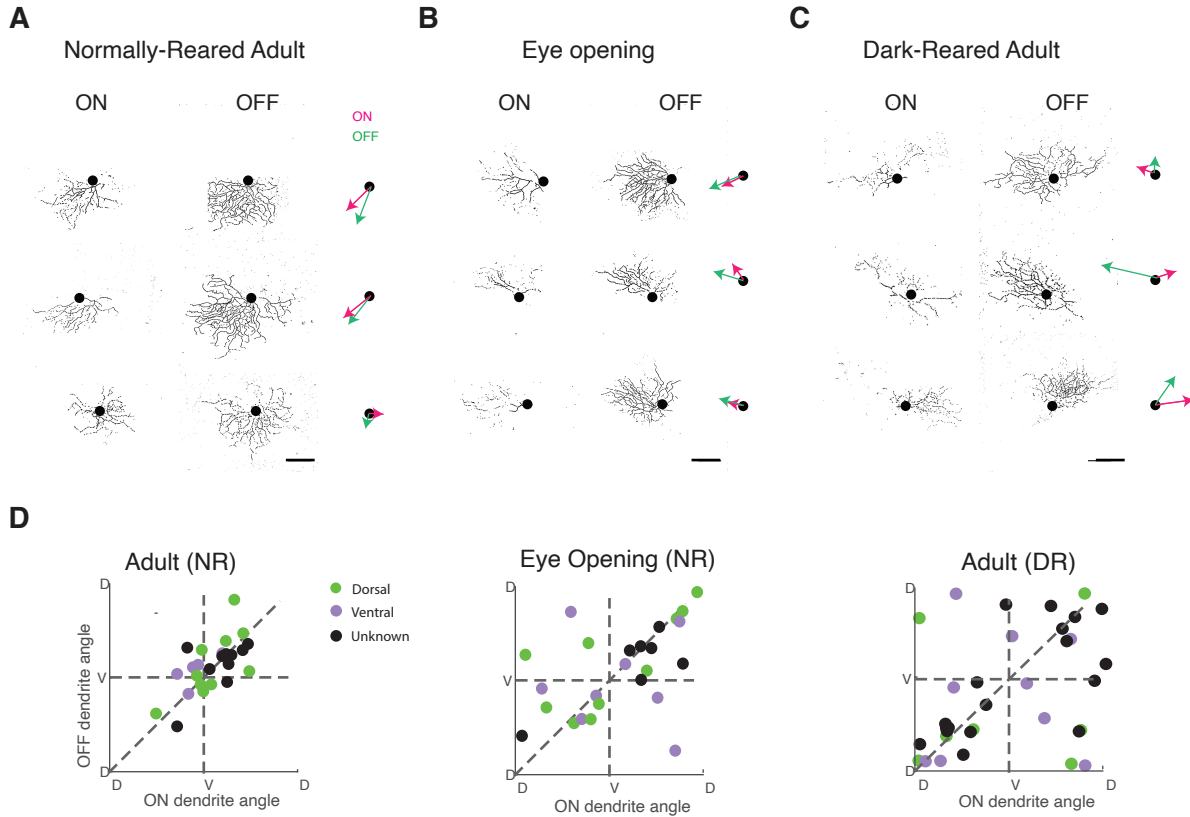 A
Normally-Reared Adult
ON OFF
ON
OFF
B
Eye opening
ON OFF
C
Dark-Reared Adult
ON OFF
D
Adult (NR)
D
V
D
OFF dendrite angle
D V D
ON dendrite angle
Dorsal
Ventral
Unknown
Eye Opening (NR)
D
V
D
D V D
ON dendrite angle
Adult (DR)
D
V
D
D V D
ON dendrite angle